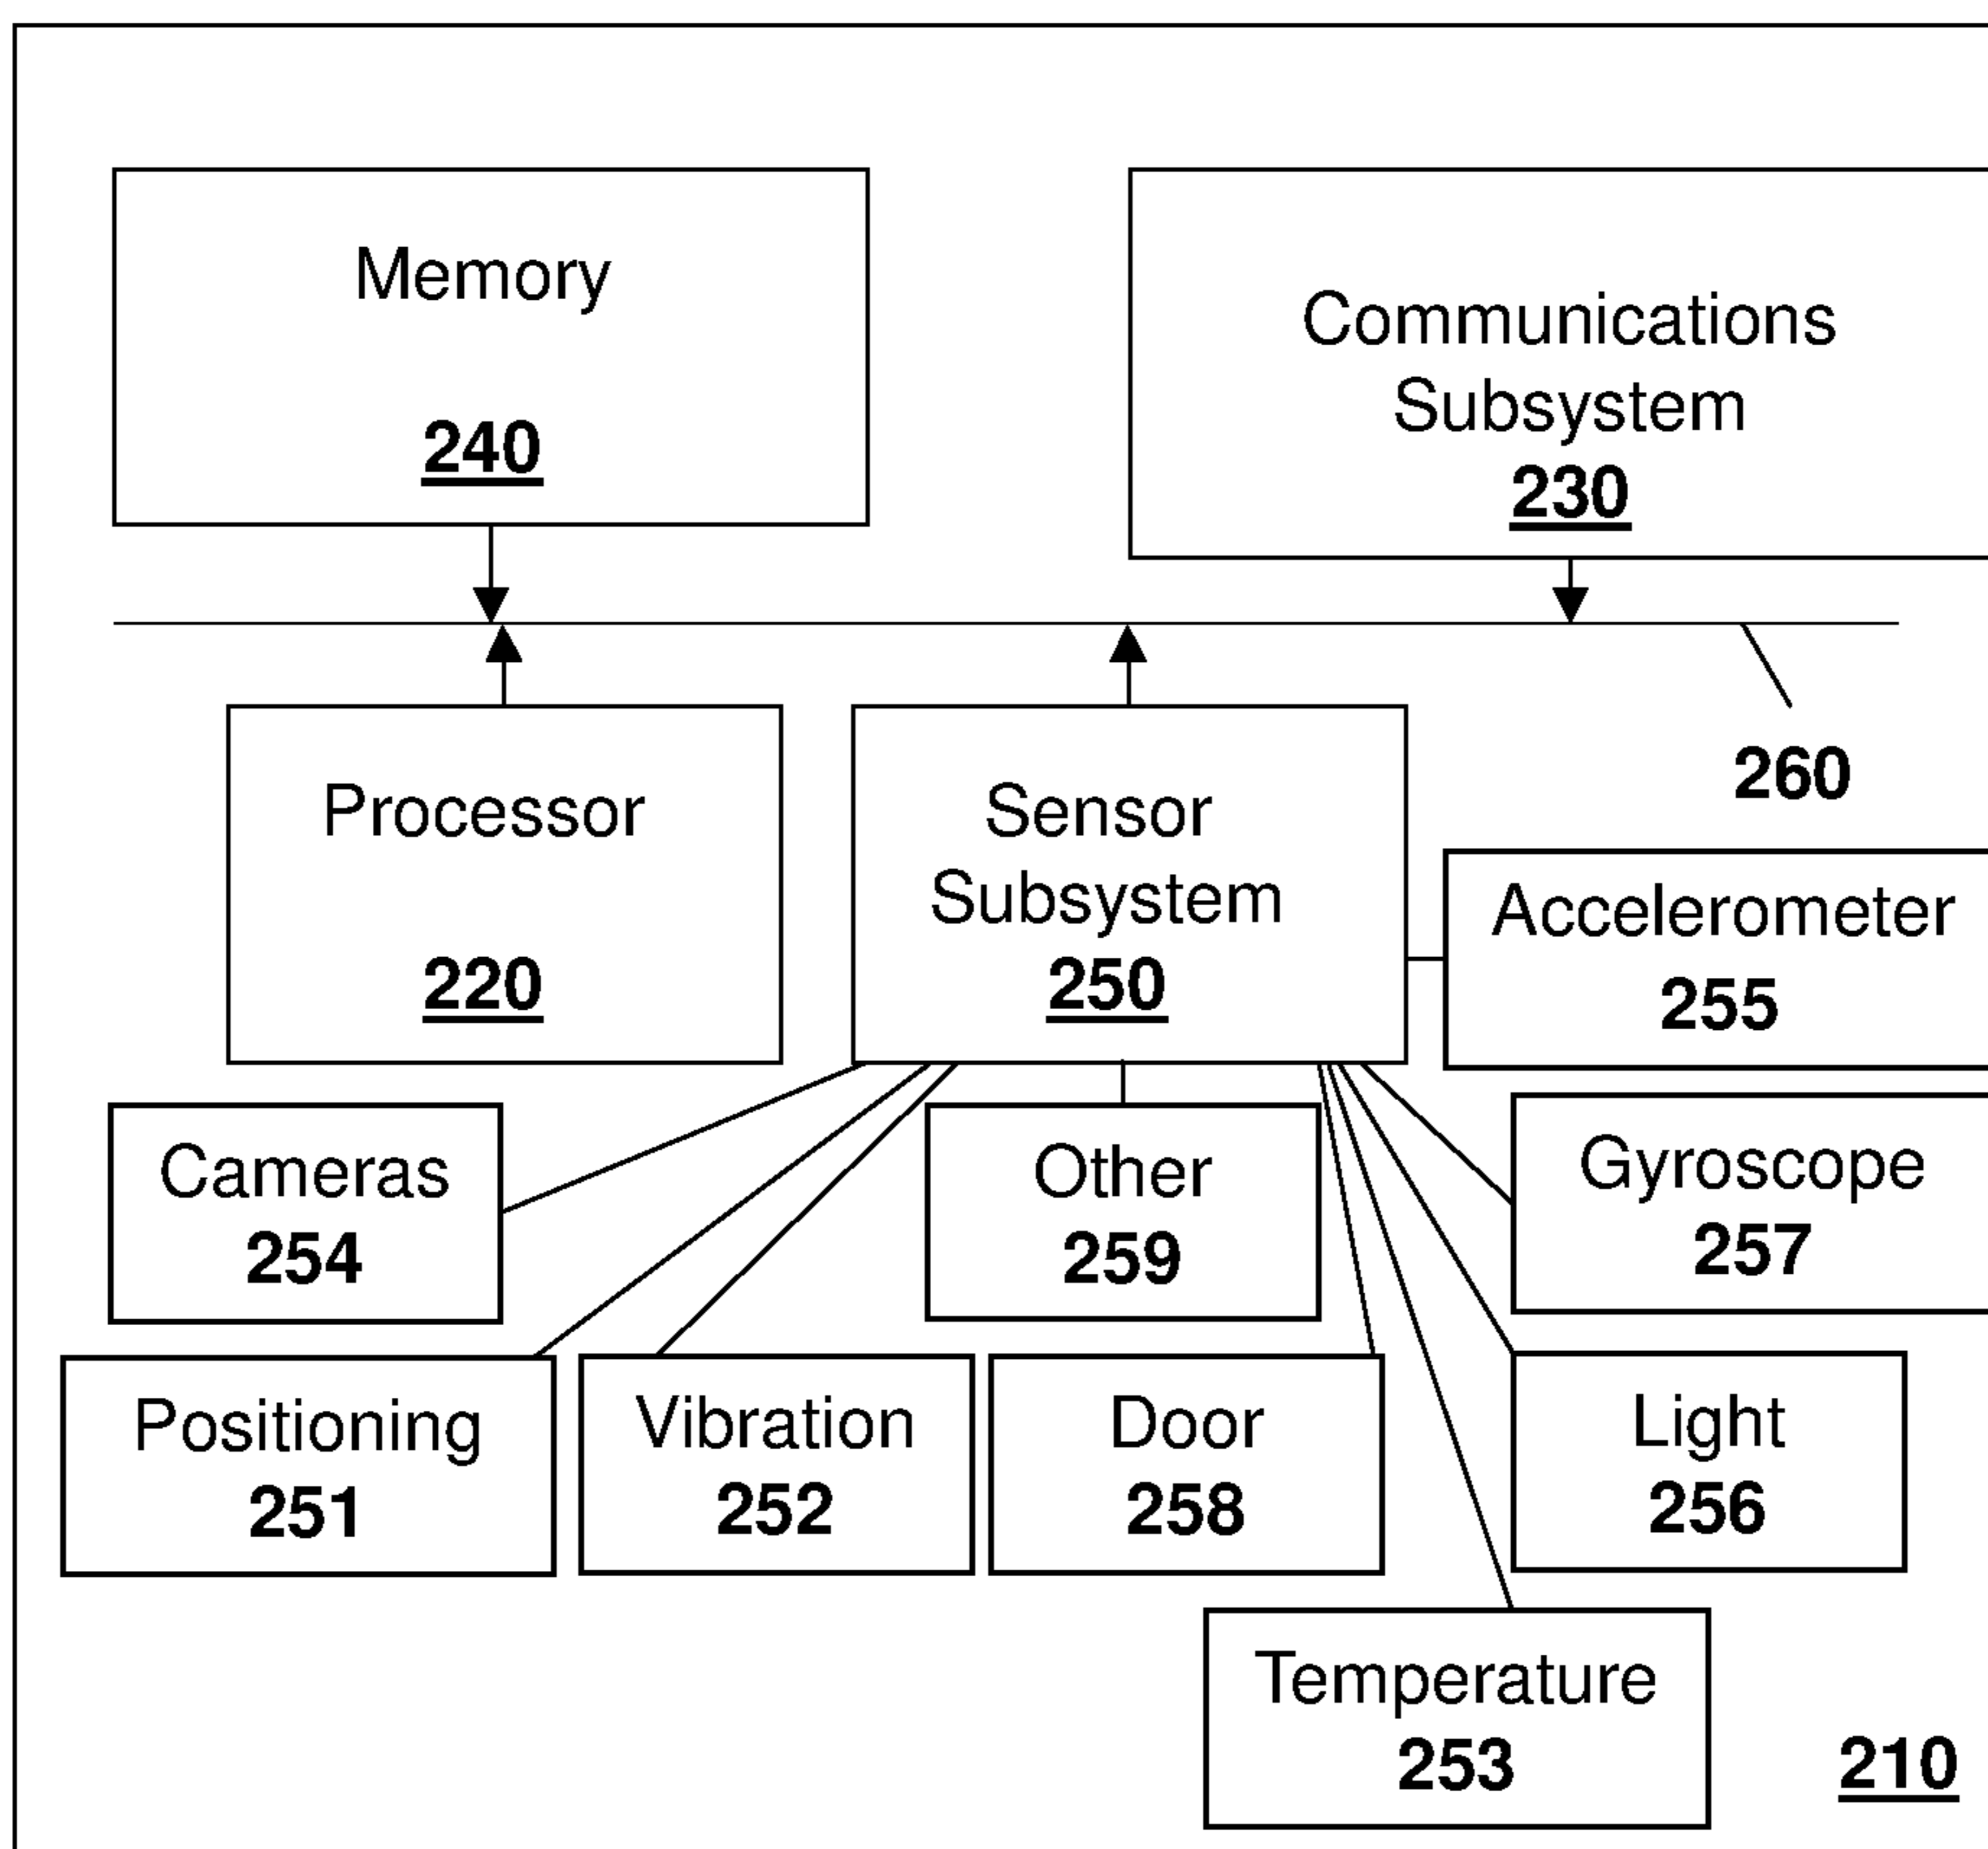 Memory
240
Communications
Subsystem
230
Processor
220
Sensor
Subsystem
250
260
Accelerometer
255
Cameras
254
Other
259
Gyroscope
257
Positioning
251
Vibration
252
Door
258
Light
256
Temperature
253
210